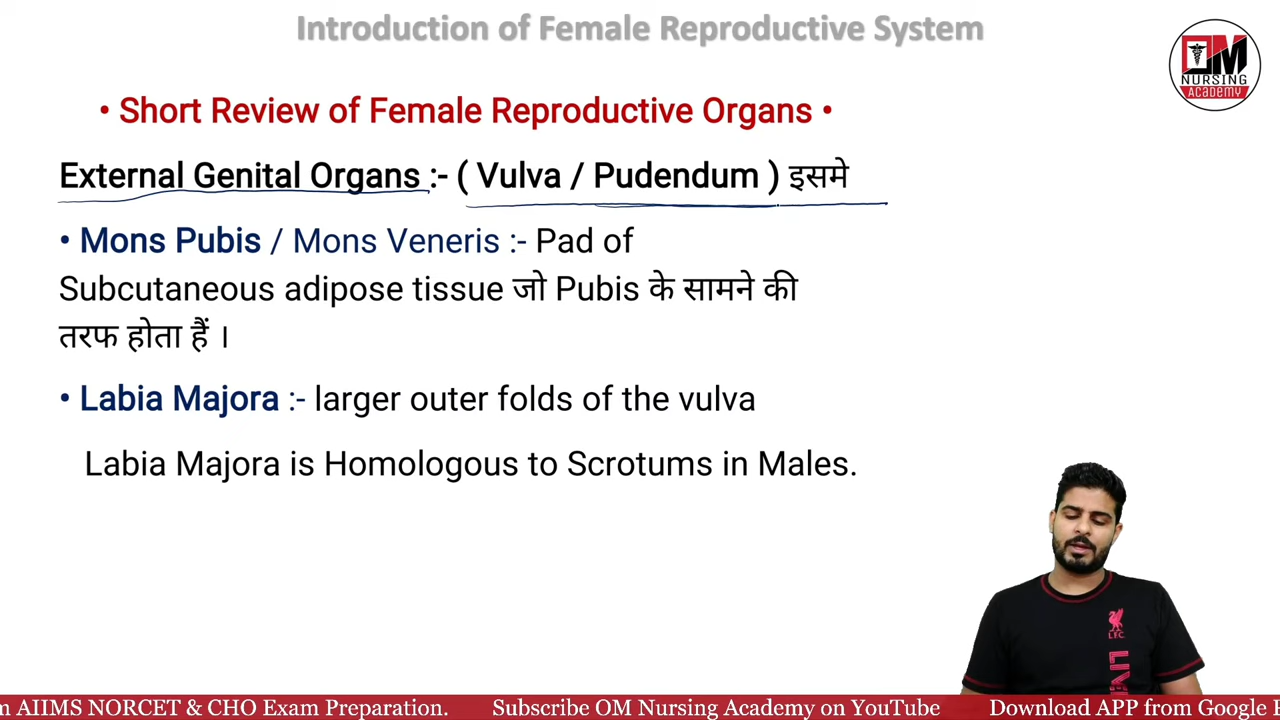 Introduction of Female Reproductive System
OM
NURSING
ACADEMY
• Short Review of Female Reproductive Organs •
External Genital Organs :- ( Vulva / Pudendum ) इसमे
• Mons Pubis / Mons Veneris :- Pad of
Subcutaneous adipose tissue जो Pubis के सामने की
तरफ होता हैं ।
• Labia Majora :- larger outer folds of the vulva
Labia Majora is Homologous to Scrotums in Males.
L.F.C.
AIIMS NORCET & CHO Exam Preparation. Subscribe OM Nursing Academy on YouTube Download APP from Google